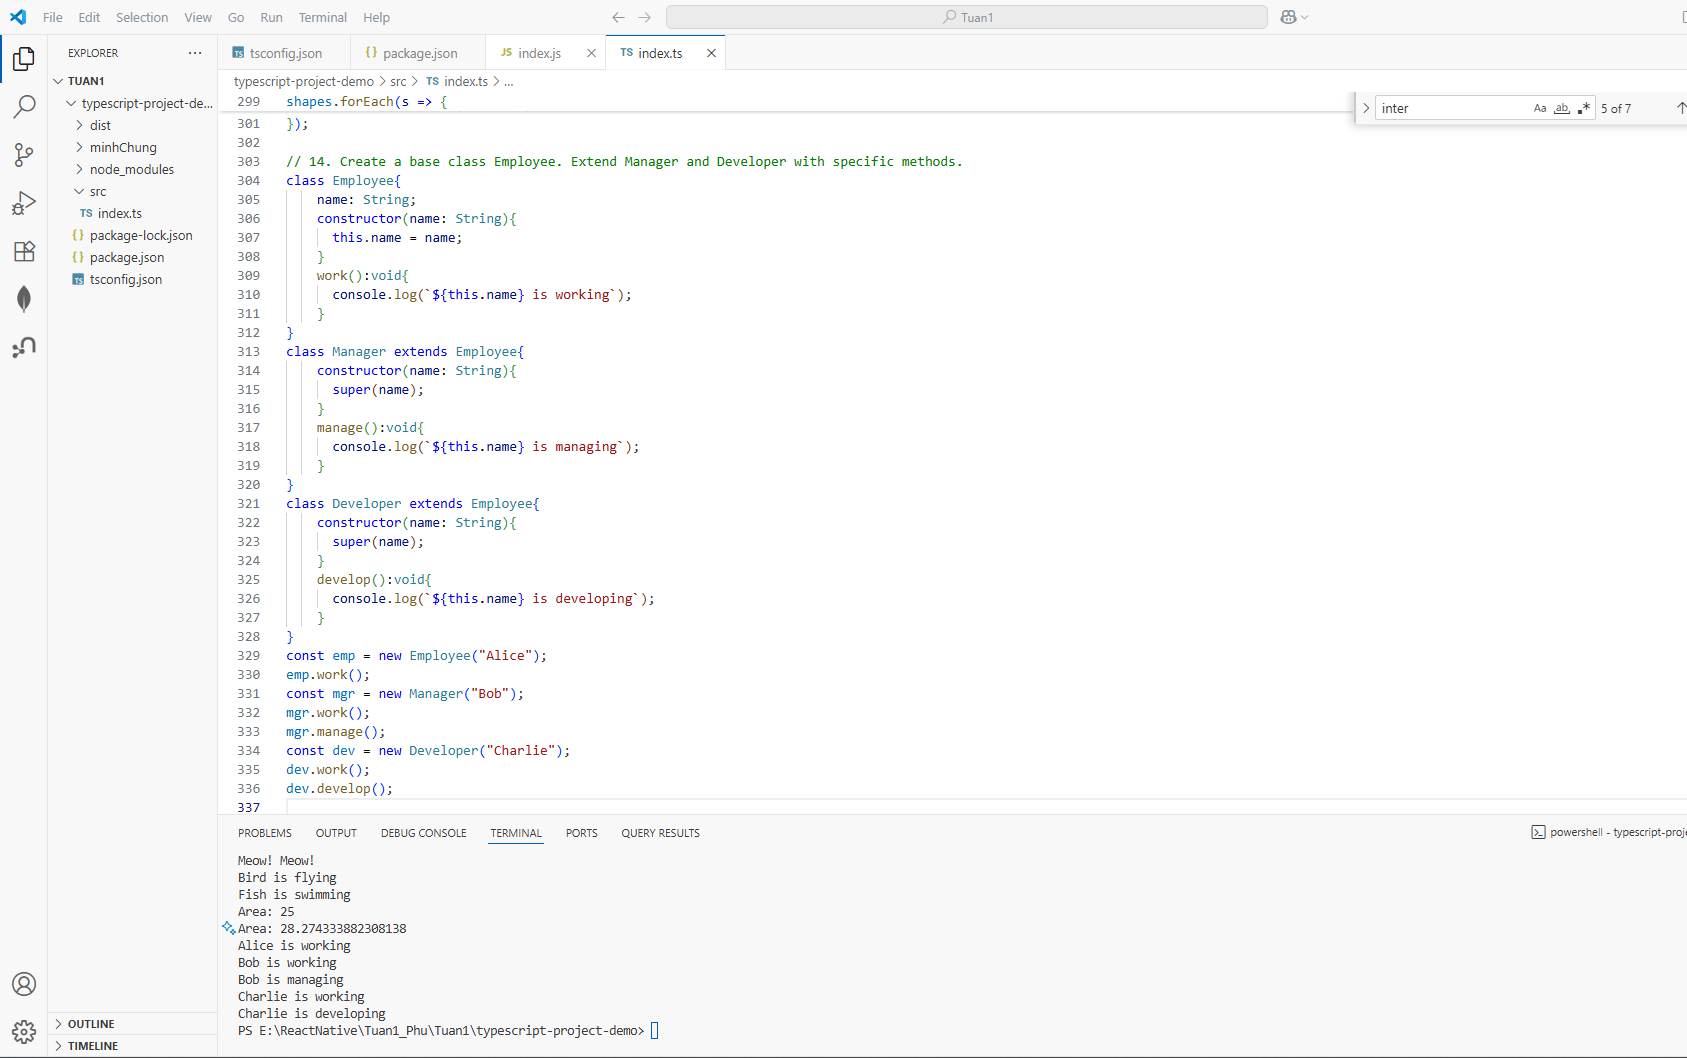 File Edit Selection View Go Run Terminal Help
Tuan1
EXPLORER
TUAN1
typescript-project-de...
dist
minhChung
node_modules
src
TS index.ts
{} package-lock.json
{} package.json
TS tsconfig.json
OUTLINE
TIMELINE
TS tsconfig.json {} package.json JS index.js TS index.ts
typescript-project-demo > src > TS index.ts > ...
inter Aa ab 5 of 7
299 shapes.forEach(s => {
301 });
302
303 // 14. Create a base class Employee. Extend Manager and Developer with specific methods.
304 class Employee{
305     name: String;
306     constructor(name: String){
307       this.name = name;
308     }
309     work():void{
310       console.log(`${this.name} is working`);
311     }
312 }
313 class Manager extends Employee{
314     constructor(name: String){
315       super(name);
316     }
317     manage():void{
318       console.log(`${this.name} is managing`);
319     }
320 }
321 class Developer extends Employee{
322     constructor(name: String){
323       super(name);
324     }
325     develop():void{
326       console.log(`${this.name} is developing`);
327     }
328 }
329 const emp = new Employee("Alice");
330 emp.work();
331 const mgr = new Manager("Bob");
332 mgr.work();
333 mgr.manage();
334 const dev = new Developer("Charlie");
335 dev.work();
336 dev.develop();
337
PROBLEMS OUTPUT DEBUG CONSOLE TERMINAL PORTS QUERY RESULTS
powershell - typescript-proje
Meow! Meow!
Bird is flying
Fish is swimming
Area: 25
Area: 28.274333882308138
Alice is working
Bob is working
Bob is managing
Charlie is working
Charlie is developing
PS E:\ReactNative\Tuan1_Phu\Tuan1\typescript-project-demo>